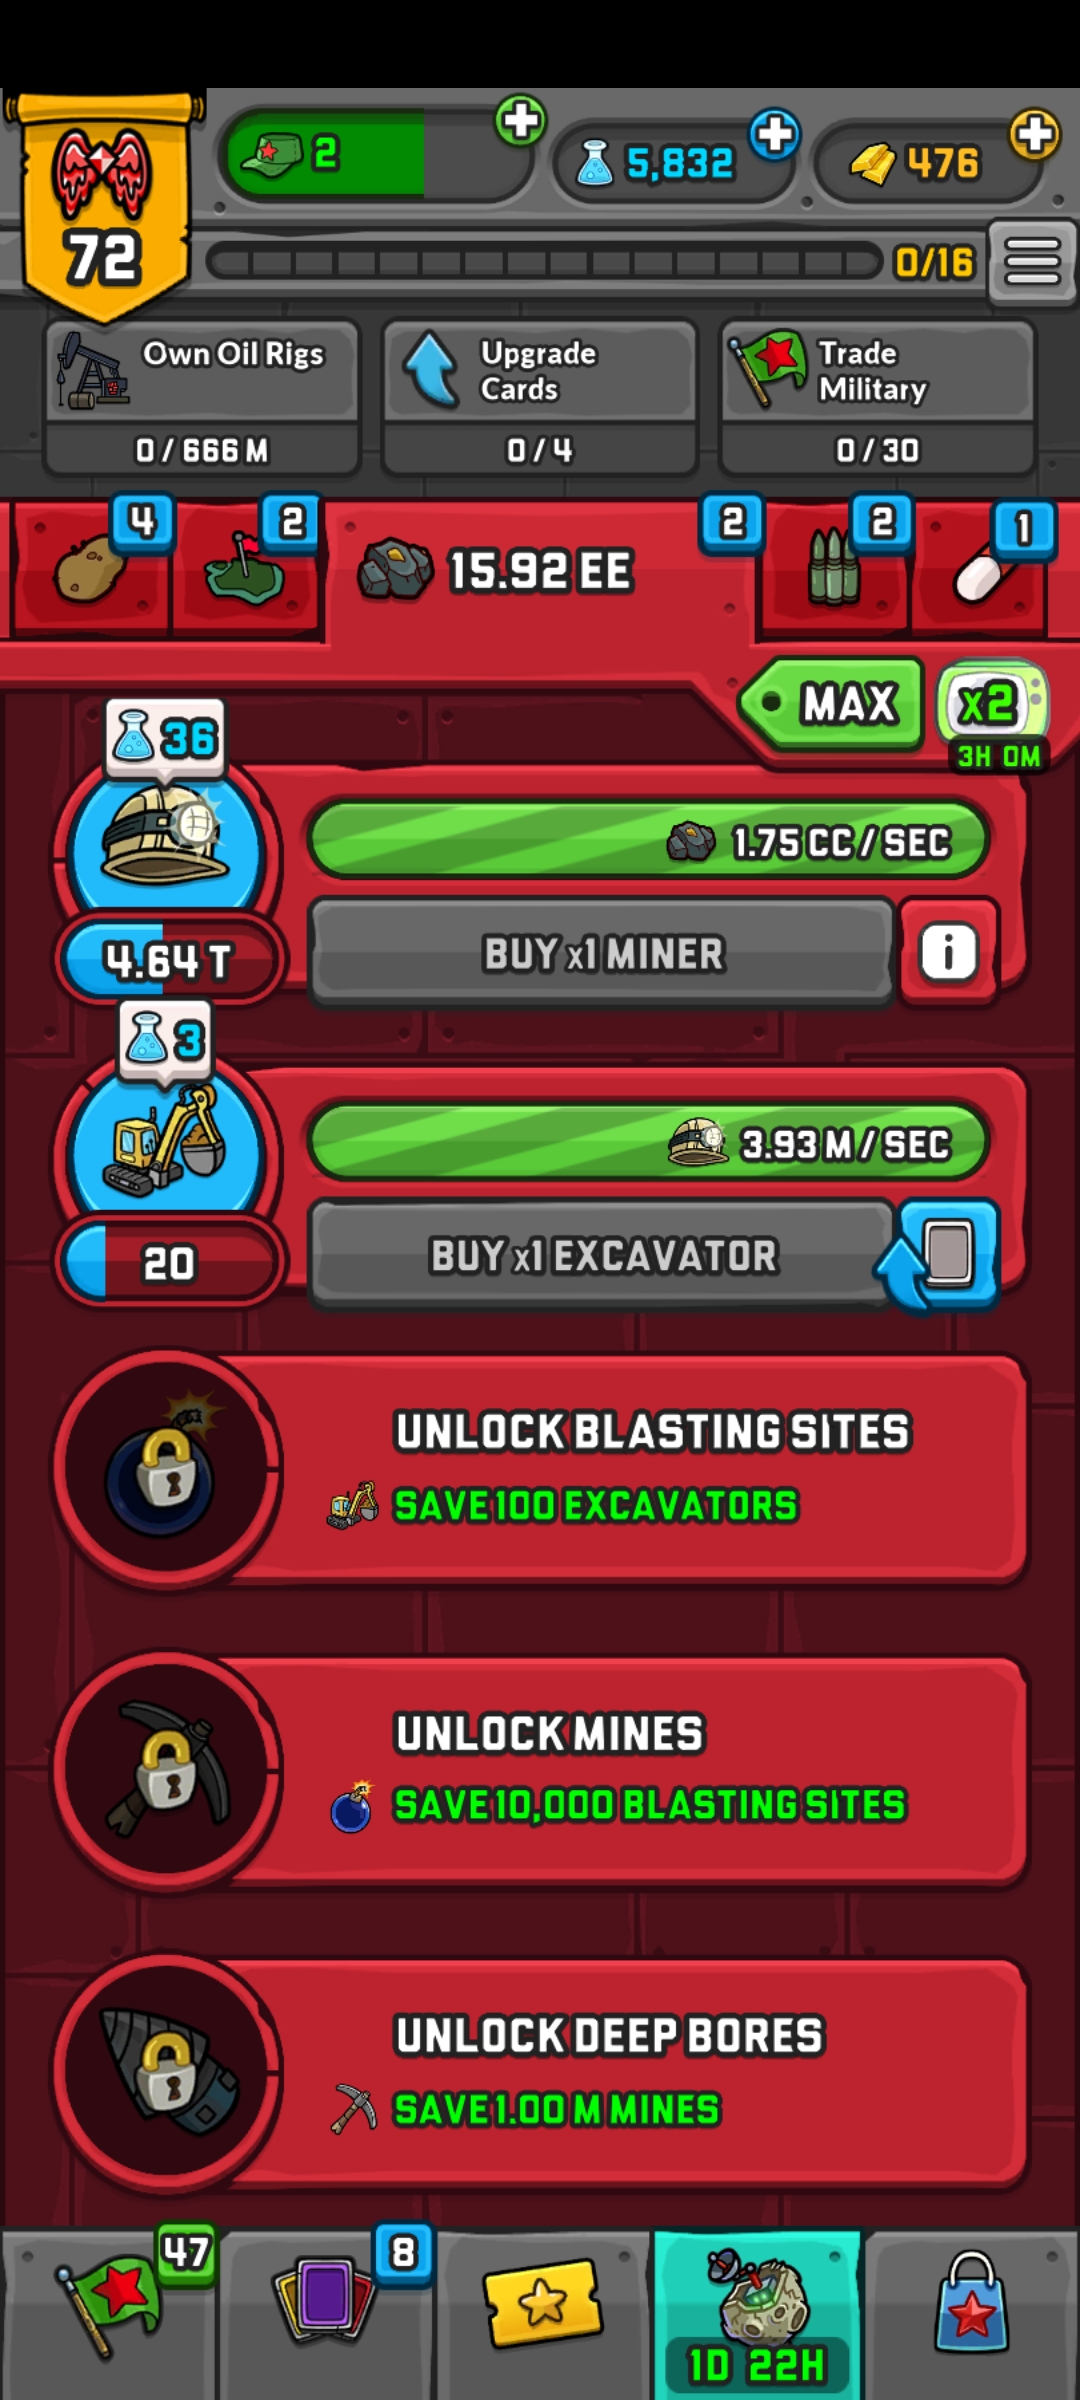 2
5,832
476
72
0/16
Own Oil Rigs
0 / 666 M
Upgrade
Cards
0 / 4
Trade
Military
0 / 30
4
2
15.92 EE
2
2
1
MAX
x2
3H 0M
36
1.75 CC / SEC
4.64 T
BUY x1 MINER
i
3
3.93 M / SEC
20
BUY x1 EXCAVATOR
UNLOCK BLASTING SITES
SAVE 100 EXCAVATORS
UNLOCK MINES
SAVE 10,000 BLASTING SITES
UNLOCK DEEP BORES
SAVE 1.00 M MINES
47
8
1D 22H